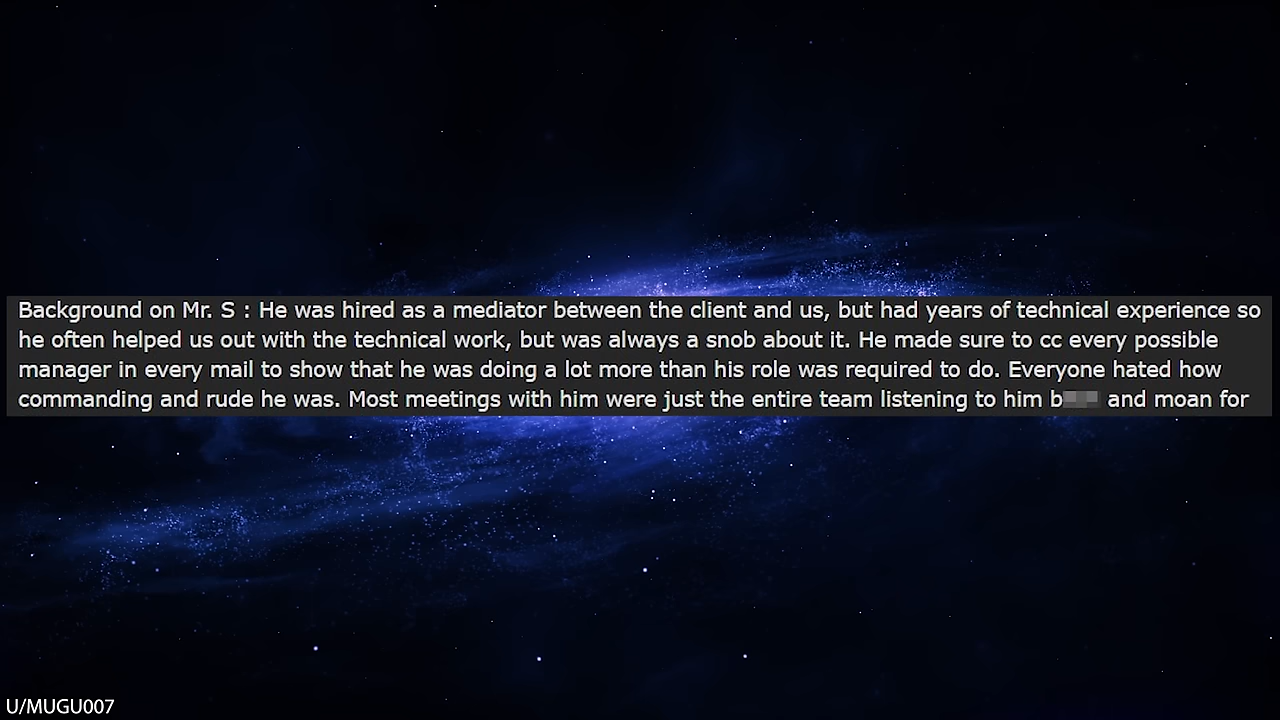 Background on Mr. S : He was hired as a mediator between the client and us, but had years of technical experience so
he often helped us out with the technical work, but was always a snob about it. He made sure to cc every possible
manager in every mail to show that he was doing a lot more than his role was required to do. Everyone hated how
commanding and rude he was. Most meetings with him were just the entire team listening to him b and moan for
U/MUGU007